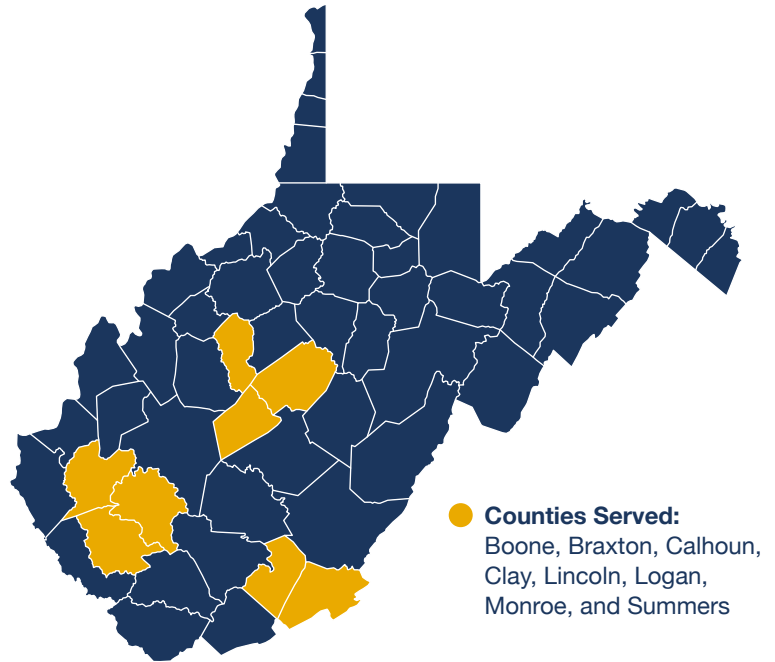 Counties Served:
Boone, Braxton, Calhoun,
Clay, Lincoln, Logan,
Monroe, and Summers